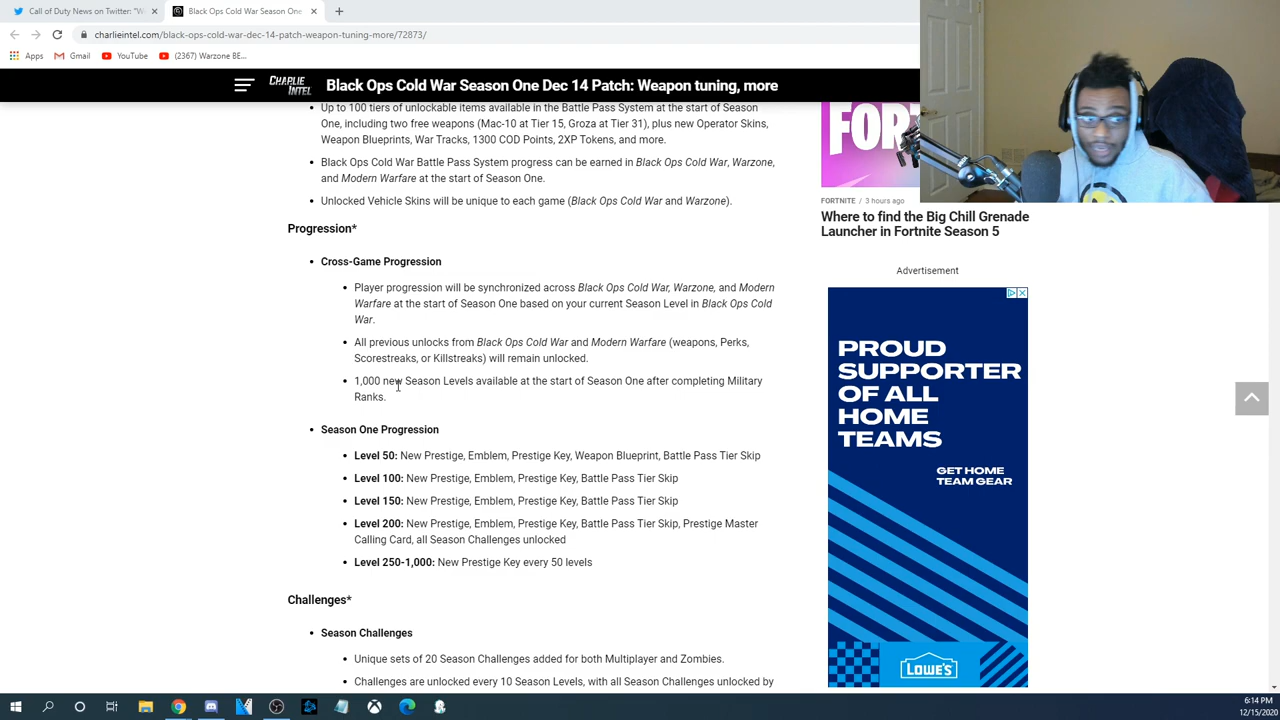 Call of Duty News on Twitter: "W
Black Ops Cold War Season One D
charlieintel.com/black-ops-cold-war-dec-14-patch-weapon-tuning-more/72873/
Apps
Gmail
YouTube
(2367) Warzone BE...
CHARLIE INTEL
Black Ops Cold War Season One Dec 14 Patch: Weapon tuning, more
Up to 100 tiers of unlockable items available in the Battle Pass System at the start of Season
One, including two free weapons (Mac-10 at Tier 15, Groza at Tier 31), plus new Operator Skins,
Weapon Blueprints, War Tracks, 1300 COD Points, 2XP Tokens, and more.
Black Ops Cold War Battle Pass System progress can be earned in Black Ops Cold War, Warzone,
and Modern Warfare at the start of Season One.
Unlocked Vehicle Skins will be unique to each game (Black Ops Cold War and Warzone).
Progression*
Cross-Game Progression
Player progression will be synchronized across Black Ops Cold War, Warzone, and Modern
Warfare at the start of Season One based on your current Season Level in Black Ops Cold
War.
All previous unlocks from Black Ops Cold War and Modern Warfare (weapons, Perks,
Scorestreaks, or Killstreaks) will remain unlocked.
1,000 new Season Levels available at the start of Season One after completing Military
Ranks.
Season One Progression
Level 50: New Prestige, Emblem, Prestige Key, Weapon Blueprint, Battle Pass Tier Skip
Level 100: New Prestige, Emblem, Prestige Key, Battle Pass Tier Skip
Level 150: New Prestige, Emblem, Prestige Key, Battle Pass Tier Skip
Level 200: New Prestige, Emblem, Prestige Key, Battle Pass Tier Skip, Prestige Master
Calling Card, all Season Challenges unlocked
Level 250-1,000: New Prestige Key every 50 levels
Challenges*
Season Challenges
Unique sets of 20 Season Challenges added for both Multiplayer and Zombies.
Challenges are unlocked every 10 Season Levels, with all Season Challenges unlocked by
FOR
FORTNITE / 3 hours ago
Where to find the Big Chill Grenade
Launcher in Fortnite Season 5
Advertisement
PROUD
SUPPORTER
OF ALL
HOME
TEAMS
GET HOME
TEAM GEAR
LOWE'S
6:14 PM
12/15/2020